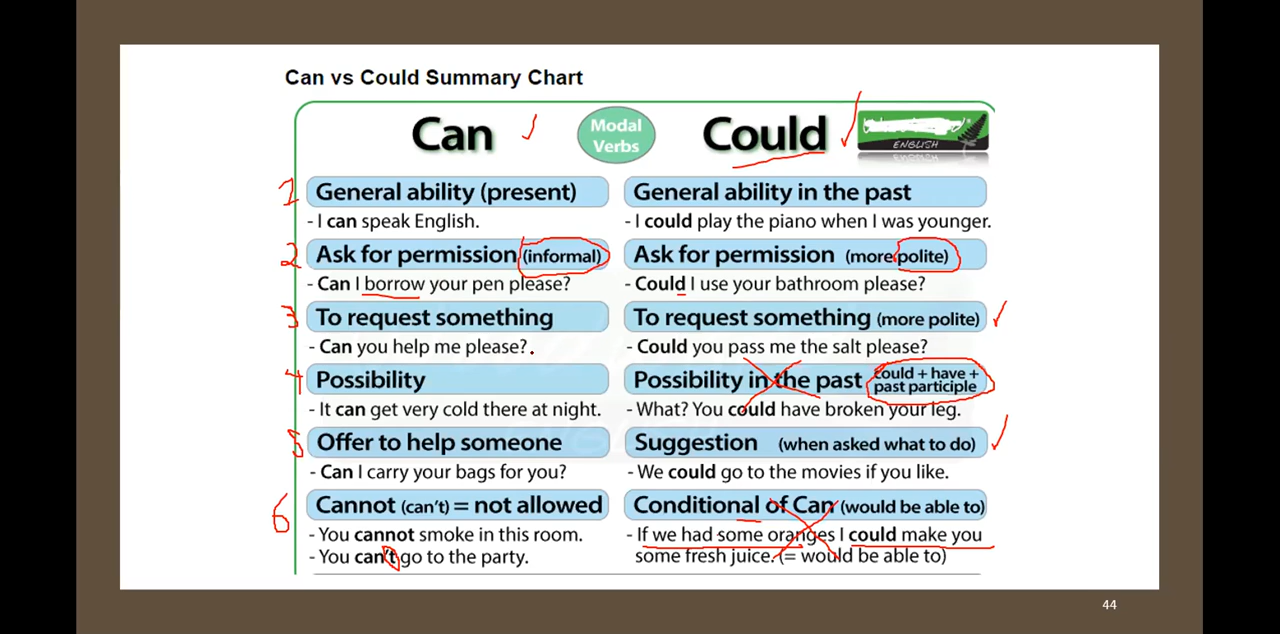 Can vs Could Summary Chart
Can
Modal
Verbs
Could
ENGLISH
1 General ability (present)
General ability in the past
- I can speak English.
- I could play the piano when I was younger.
2 Ask for permission (informal)
Ask for permission (more polite)
- Can I borrow your pen please?
- Could I use your bathroom please?
3 To request something
To request something (more polite)
- Can you help me please?
- Could you pass me the salt please?
4 Possibility
Possibility in the past could + have +
past participle
- It can get very cold there at night.
- What? You could have broken your leg.
5 Offer to help someone
Suggestion (when asked what to do)
- Can I carry your bags for you?
- We could go to the movies if you like.
6 Cannot (can't) = not allowed
Conditional of Can (would be able to)
- You cannot smoke in this room.
- If we had some oranges I could make you
- You can't go to the party.
some fresh juice. (= would be able to)
44